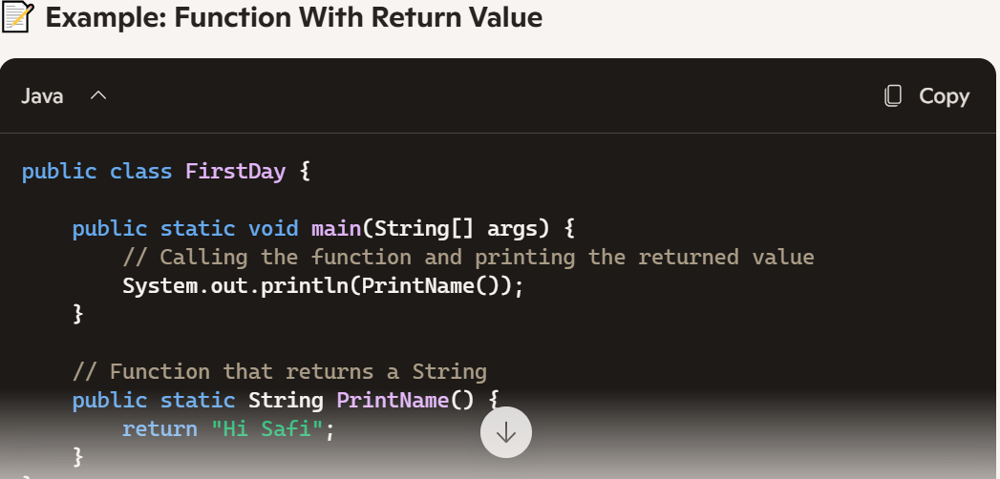 📝 Example: Function With Return Value
Java
Copy
public class FirstDay {
    public static void main(String[] args) {
        // Calling the function and printing the returned value
        System.out.println(PrintName());
    }
    // Function that returns a String
    public static String PrintName() {
        return "Hi Safi";
    }
}